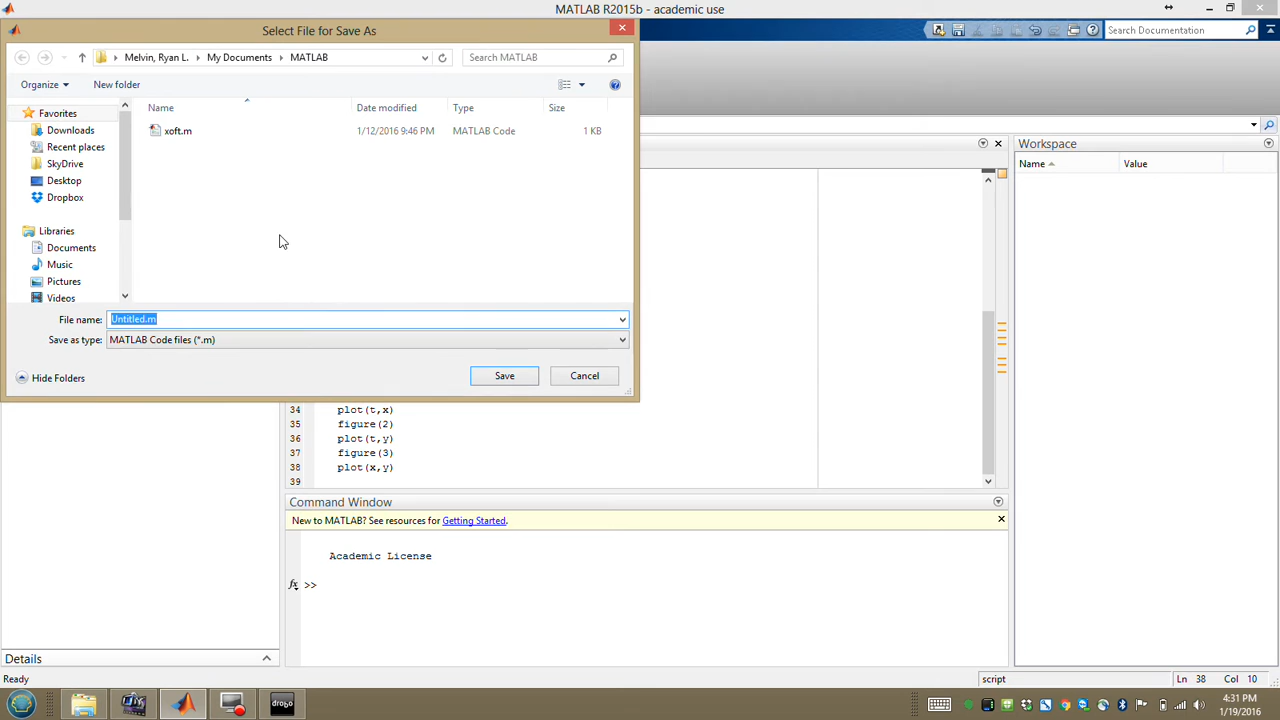 MATLAB R2015b - academic use
Select File for Save As
Melvin, Ryan L. My Documents MATLAB
Search MATLAB
Search Documentation
Organize New folder
Name Date modified Type Size
xoft.m 1/12/2016 9:46 PM MATLAB Code 1 KB
Favorites
Downloads
Recent places
SkyDrive
Desktop
Dropbox
Libraries
Documents
Music
Pictures
Videos
File name: Untitled.m
Save as type: MATLAB Code files (*.m)
Save Cancel
Hide Folders
Workspace
Name Value
34 plot(t,x)
35 figure(2)
36 plot(t,y)
37 figure(3)
38 plot(x,y)
39
Command Window
New to MATLAB? See resources for Getting Started.
Academic License
fx >>
Details
Ready
script Ln 38 Col 10
droyo
4:31 PM
1/19/2016